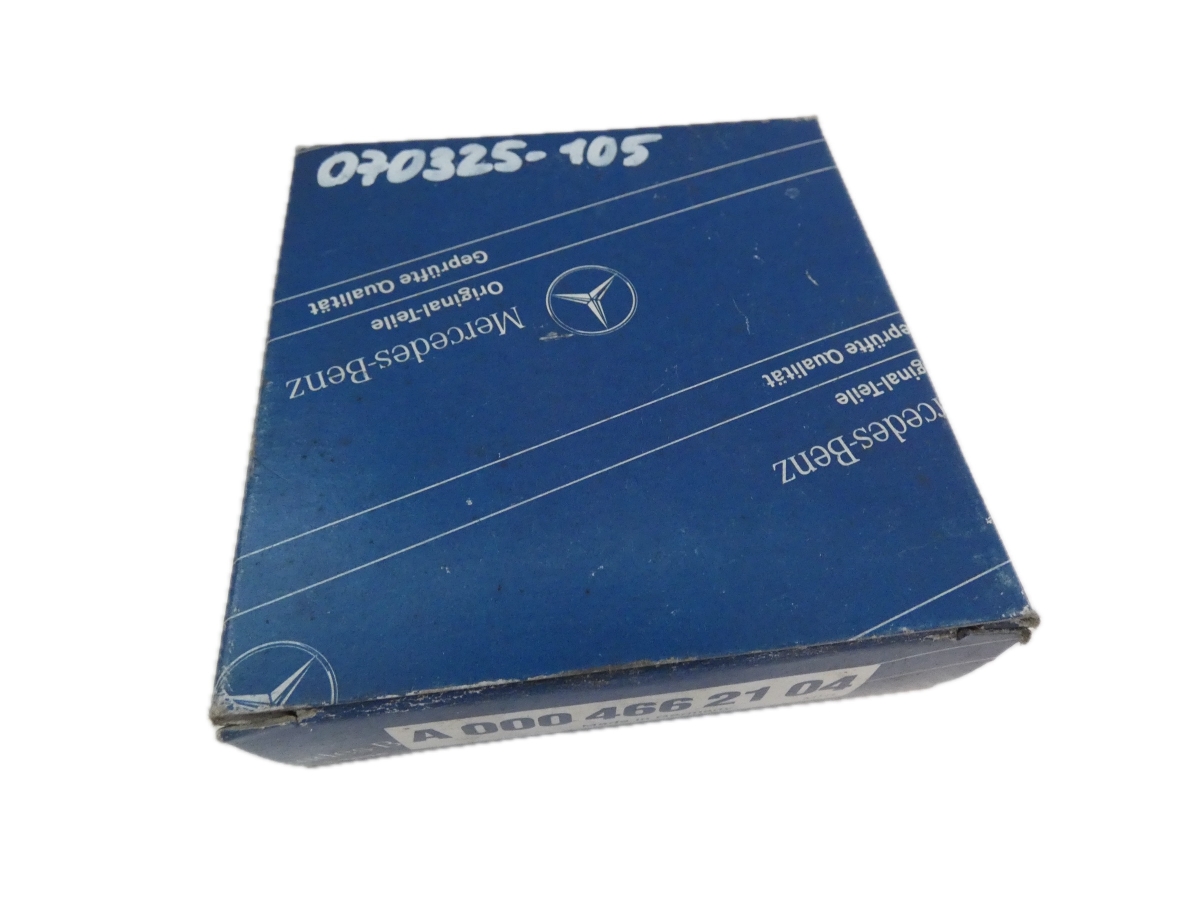 070325-105
Geprüfte Qualität
Original-Teile
Mercedes-Benz
Geprüfte Qualität
Original-Teile
Mercedes-Benz
A 000 466 21 04